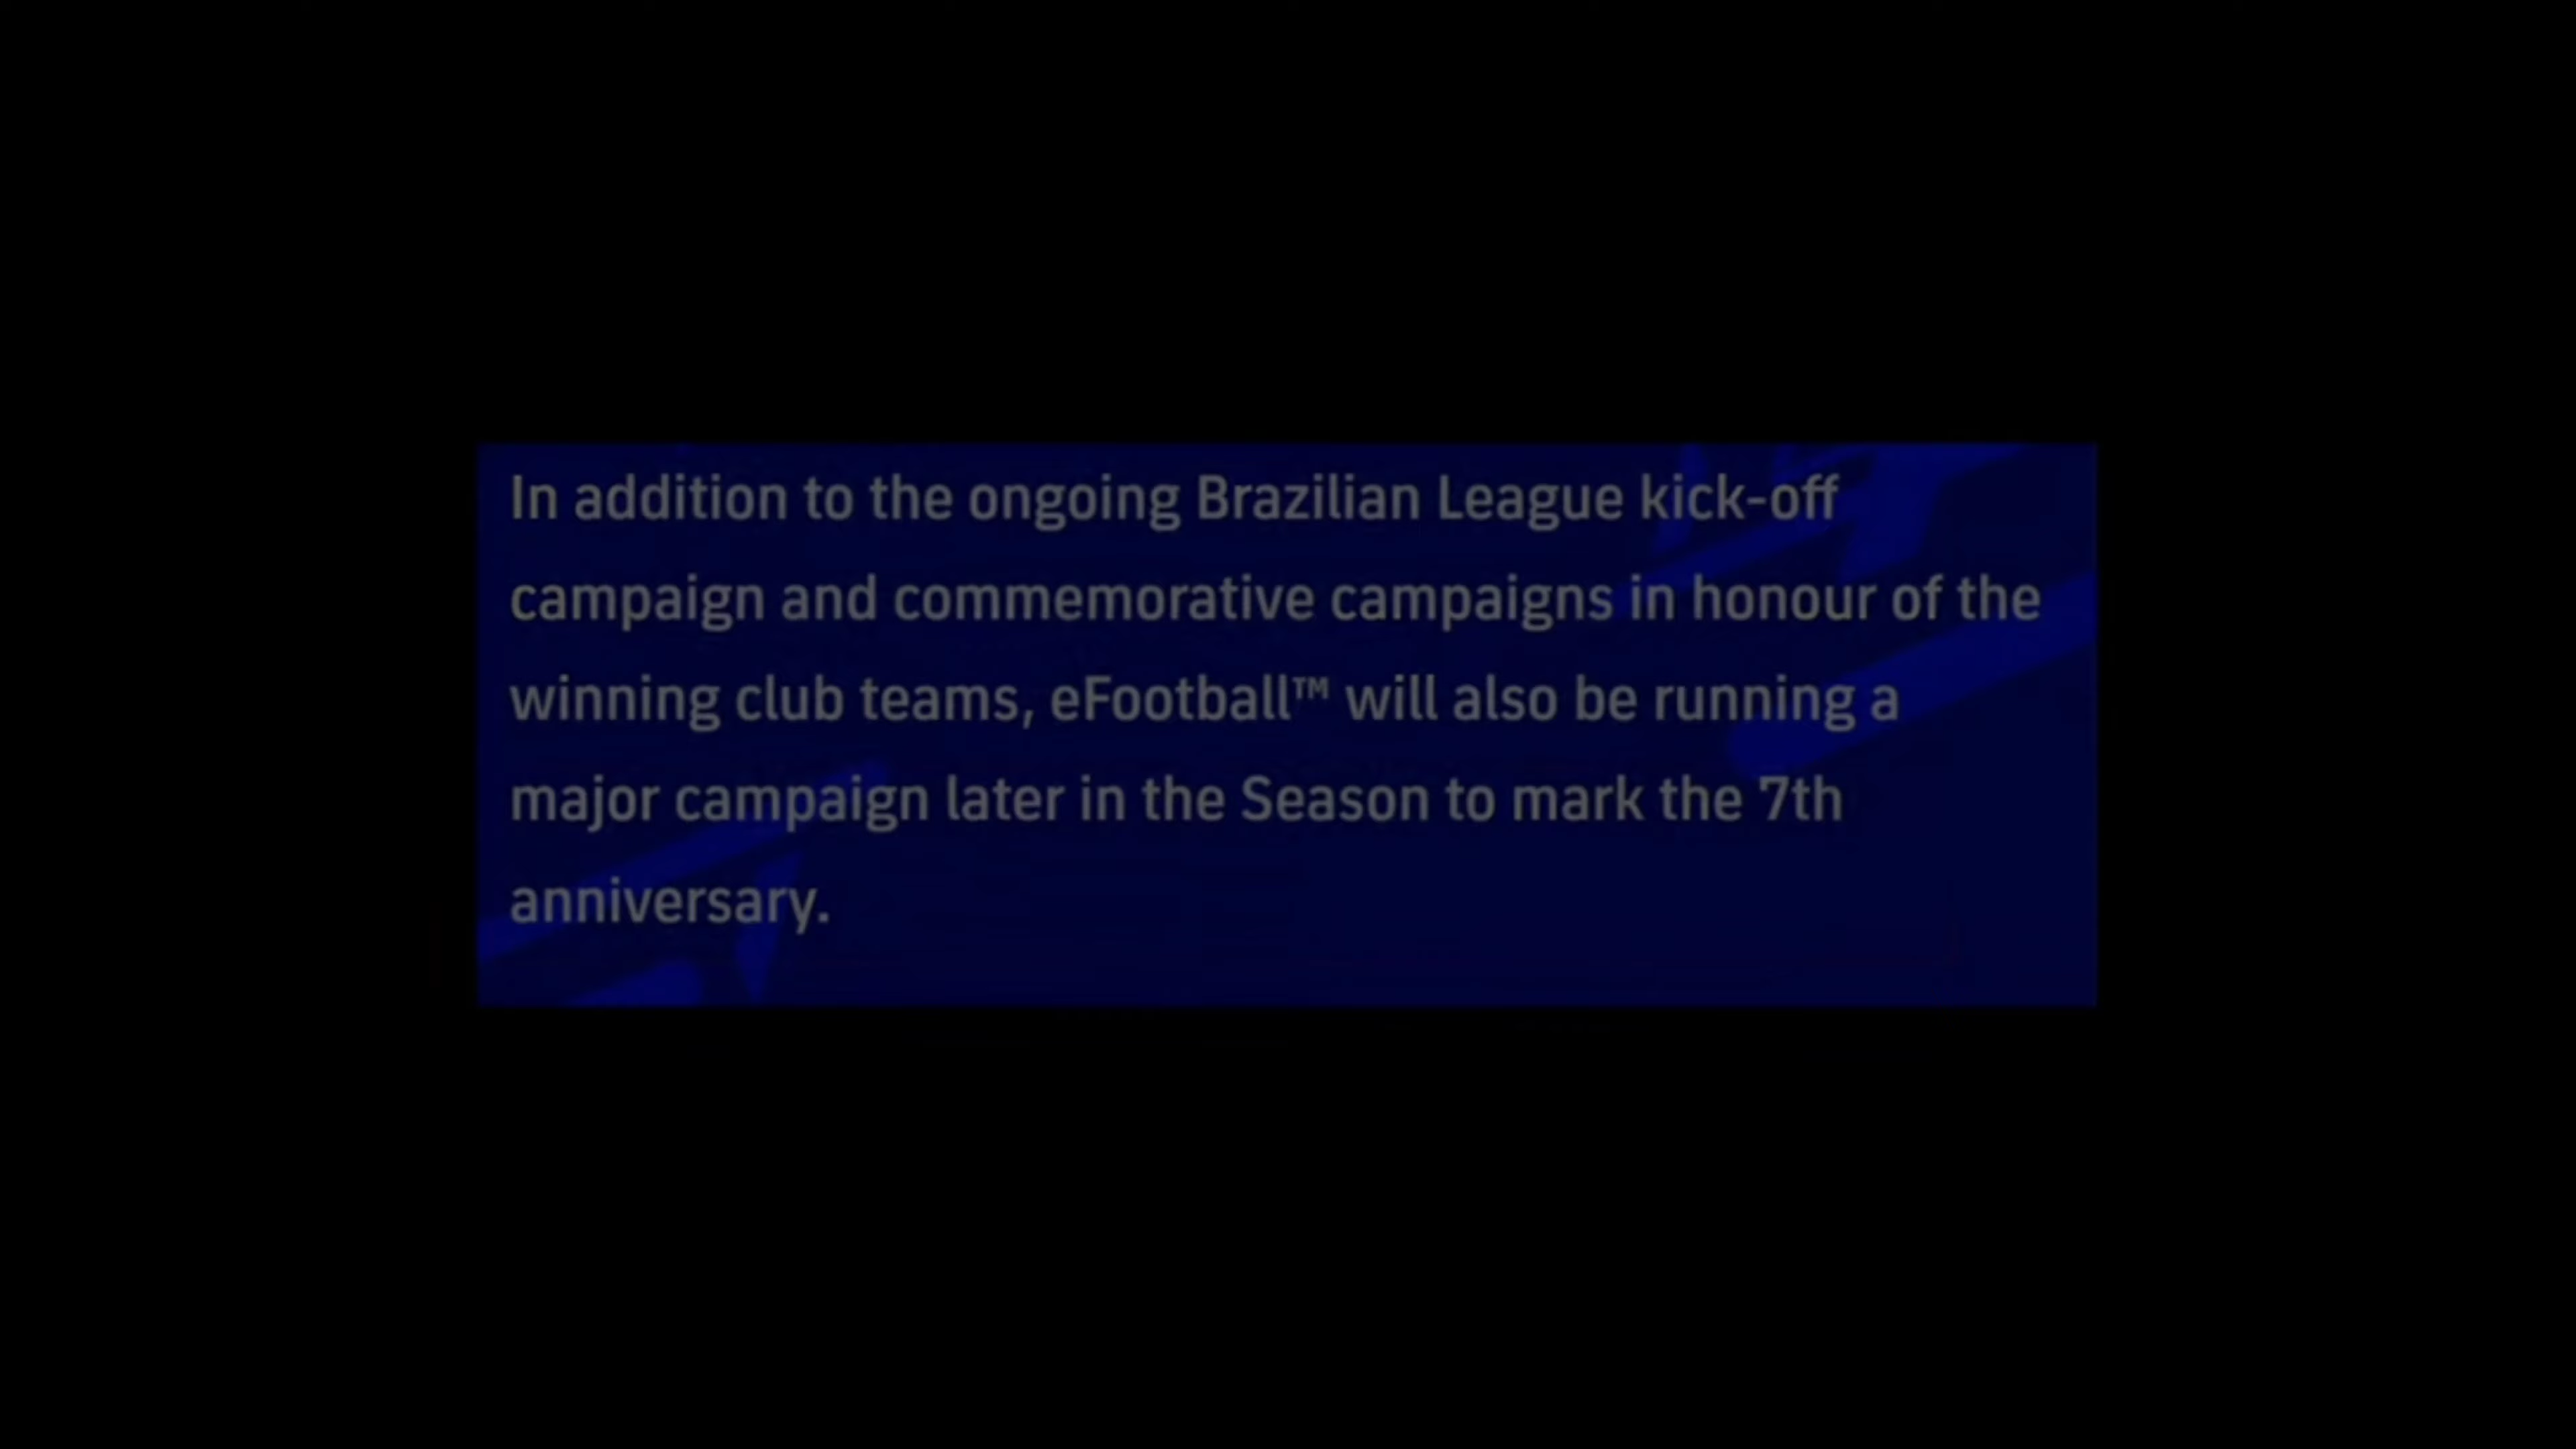 In addition to the ongoing Brazilian League kick-off
campaign and commemorative campaigns in honour of the
winning club teams, eFootball™ will also be running a
major campaign later in the Season to mark the 7th
anniversary.